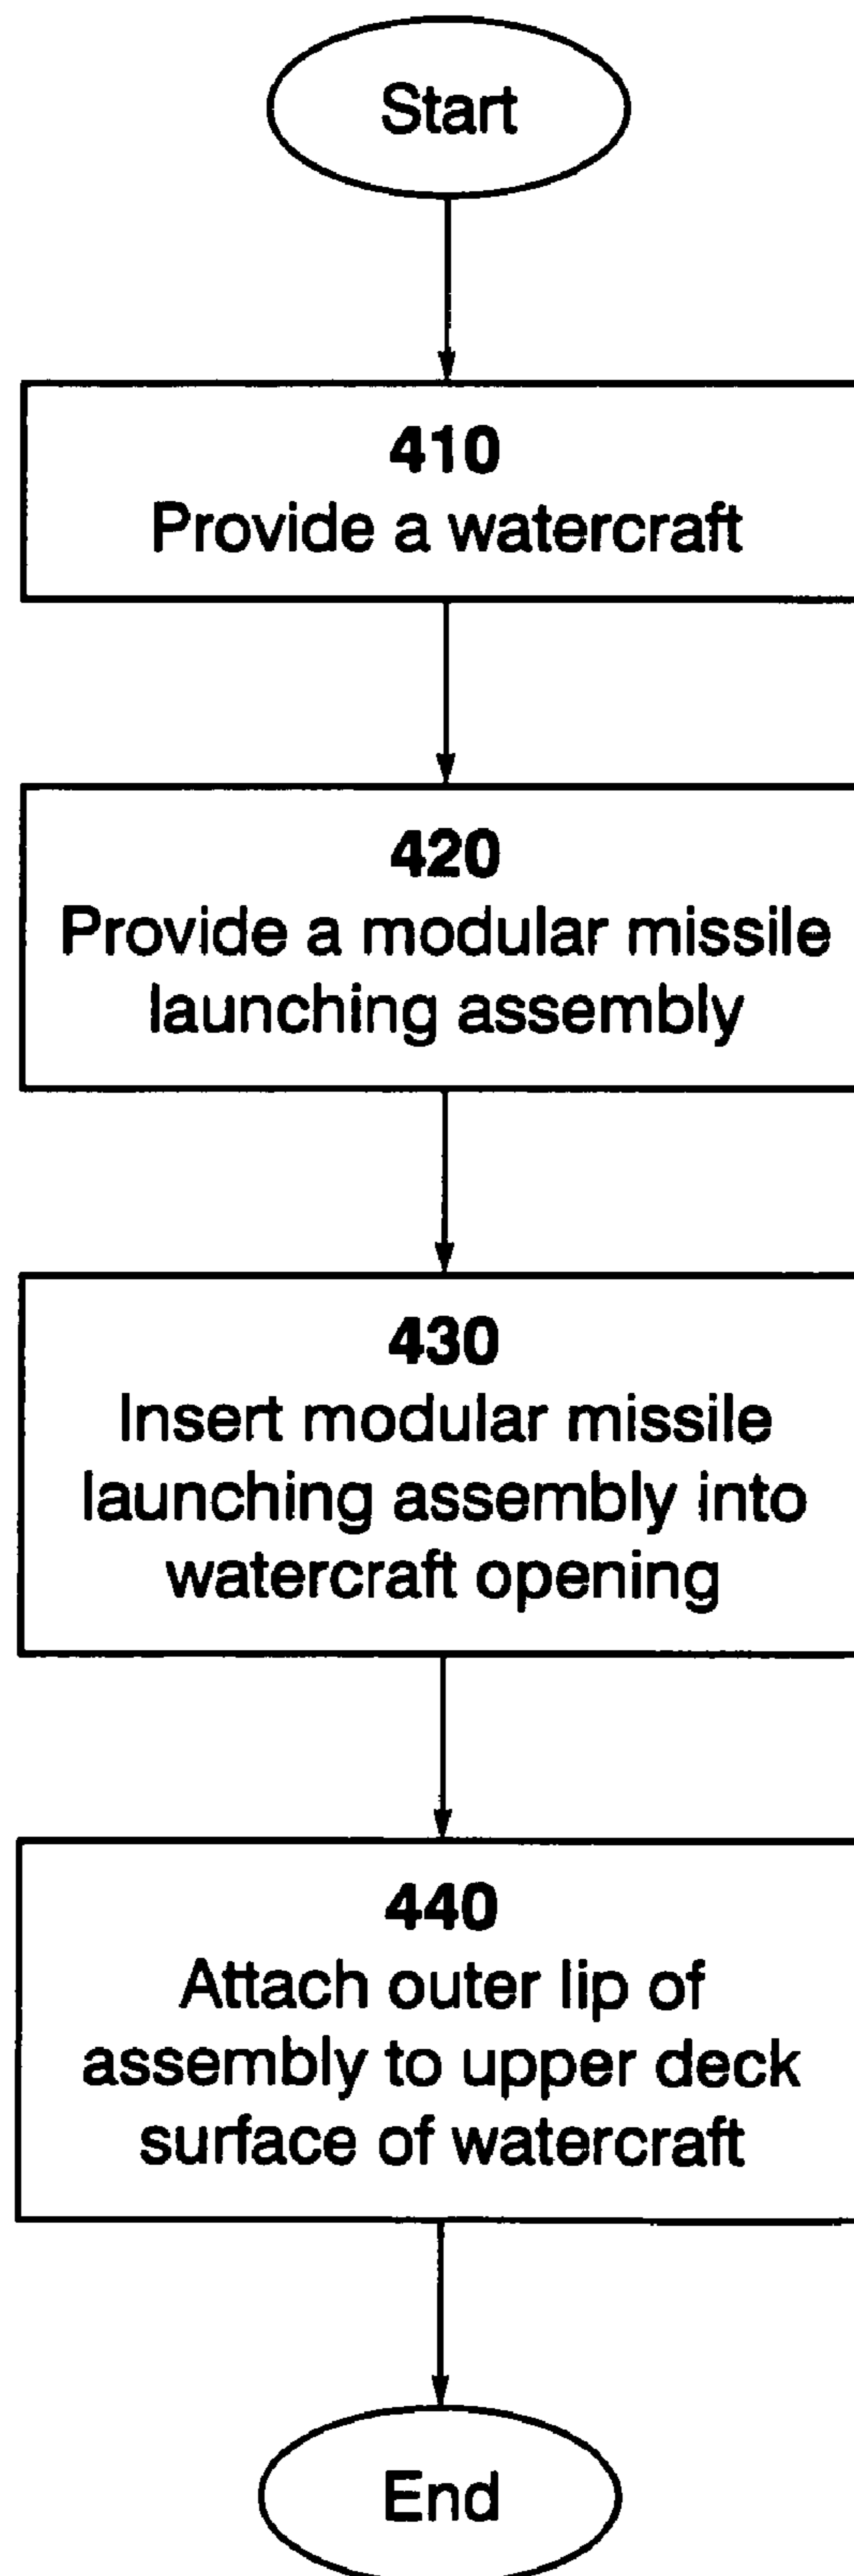 Start
410
Provide a watercraft
420
Provide a modular missile
launching assembly
430
Insert modular missile
launching assembly into
watercraft opening
440
Attach outer lip of
assembly to upper deck
surface of watercraft
End